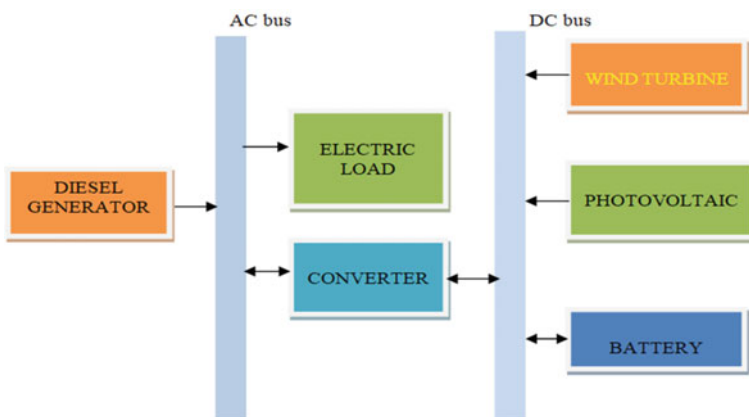 AC bus
DC bus
WIND TURBINE
ELECTRIC
LOAD
DIESEL
GENERATOR
PHOTOVOLTAIC
CONVERTER
BATTERY